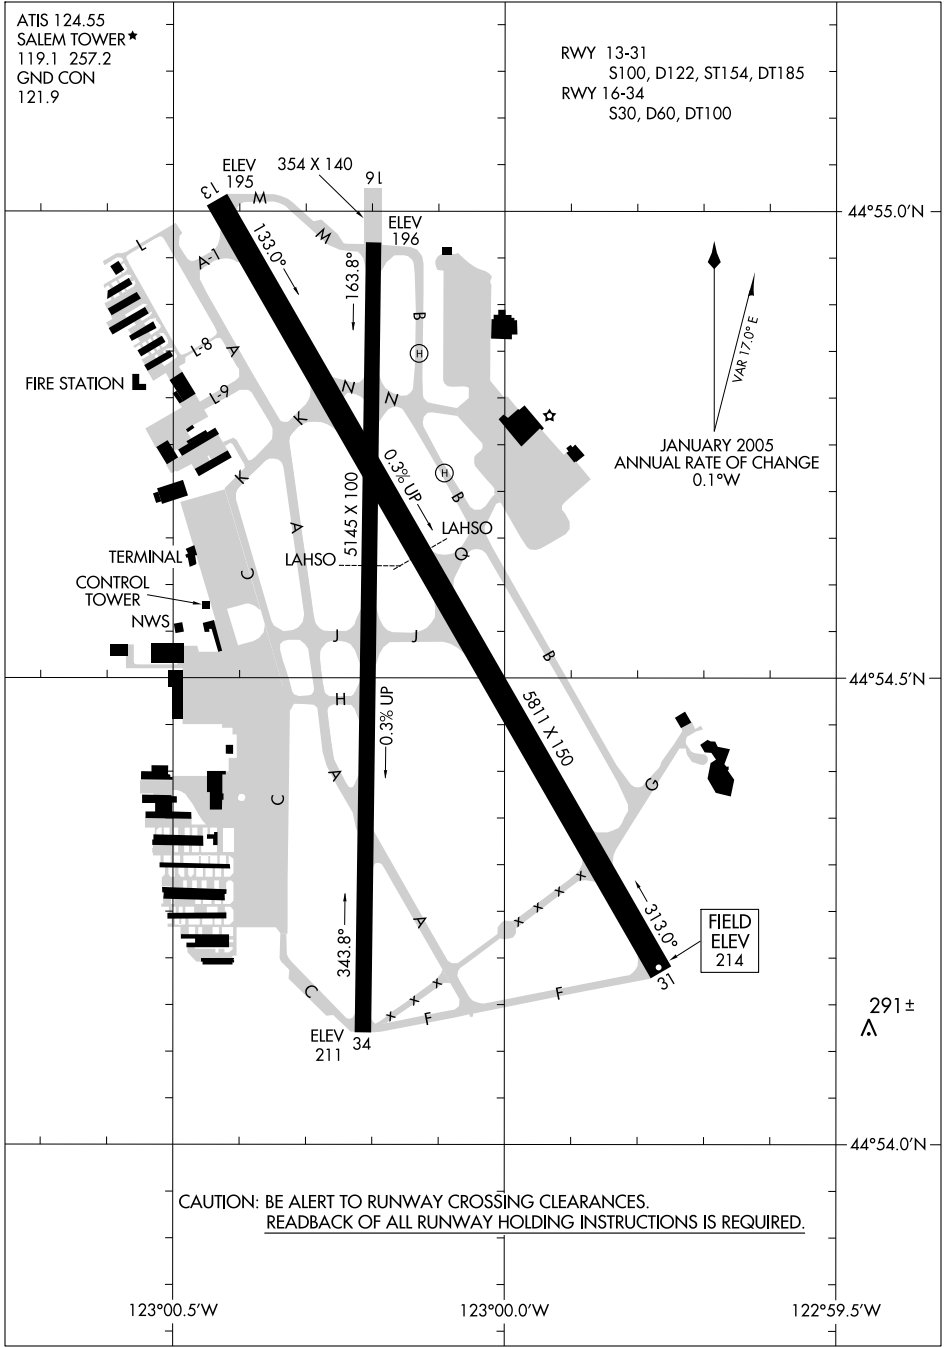 ATIS 124.55
SALEM TOWER★
119.1 257.2
GND CON
121.9
RWY 13-31
S100, D122, ST154, DT185
RWY 16-34
S30, D60, DT100
ELEV
195
354 X 140
16
13
M
ELEV
196
44°55.0'N
L
A-1
133.0°
M
163.8°
B
VAR 17.0° E
H
L-8
A
FIRE STATION
L-9
N
N
K
JANUARY 2005
ANNUAL RATE OF CHANGE
0.1°W
K
0.3% UP
H
B
5145 X 100
A
LAHSO
LAHSO
Q
TERMINAL
C
CONTROL
TOWER
NWS
J
J
B
44°54.5'N
H
0.3% UP
5811 X 150
A
C
G
A
343.8°
313.0°
FIELD
ELEV
214
x
x
x
x
x
x
x
C
F
F
31
291±
ELEV
211
34
44°54.0'N
CAUTION: BE ALERT TO RUNWAY CROSSING CLEARANCES.
READBACK OF ALL RUNWAY HOLDING INSTRUCTIONS IS REQUIRED.
123°00.5'W
123°00.0'W
122°59.5'W